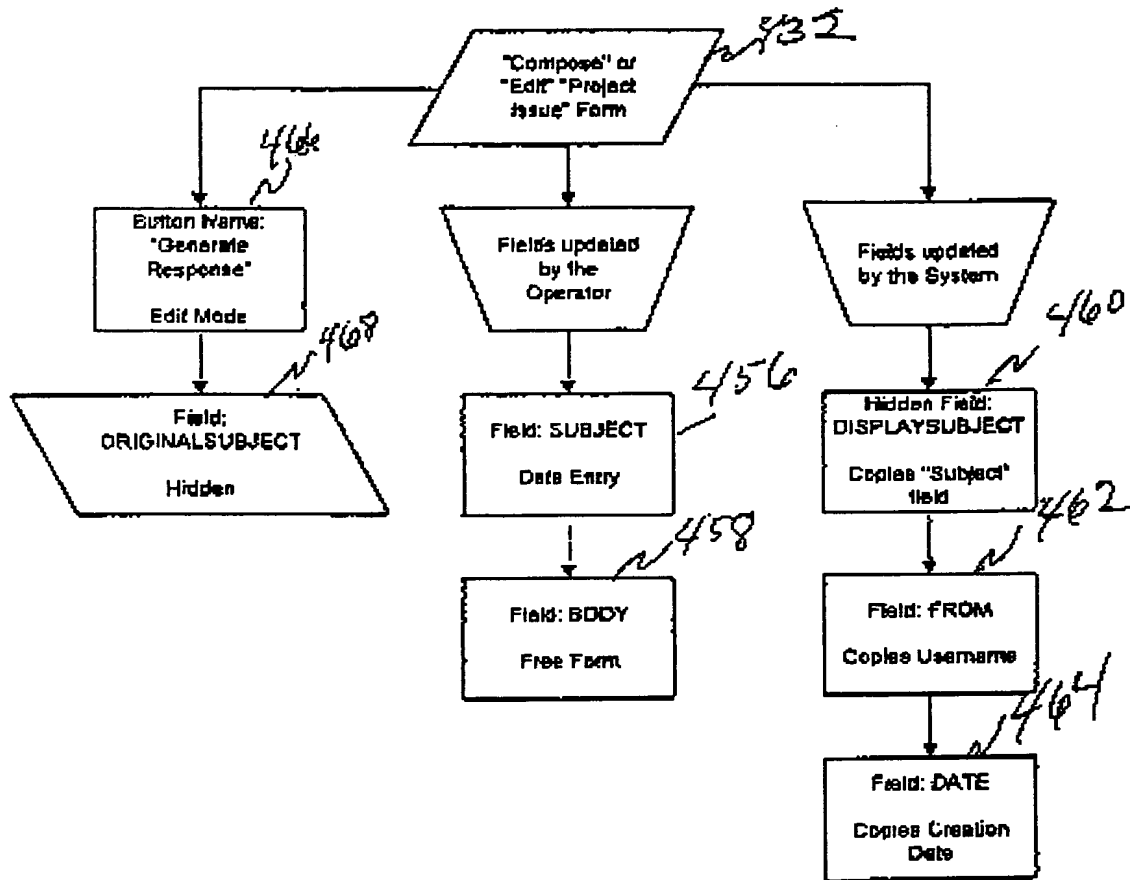 432
"Compose" or
"Edit" "Project
Issue" Form
466
Button Name:
"Generate
Response"
Edit Mode
Fields updated
by the
Operator
Fields updated
by the System
468
Field:
ORIGINALSUBJECT
Hidden
456
Field: SUBJECT
Data Entry
460
Hidden Field:
DISPLAYSUBJECT
Copies "Subject"
field
458
Field: BODY
Free Form
462
Field: FROM
Copies Username
464
Field: DATE
Copies Creation
Date